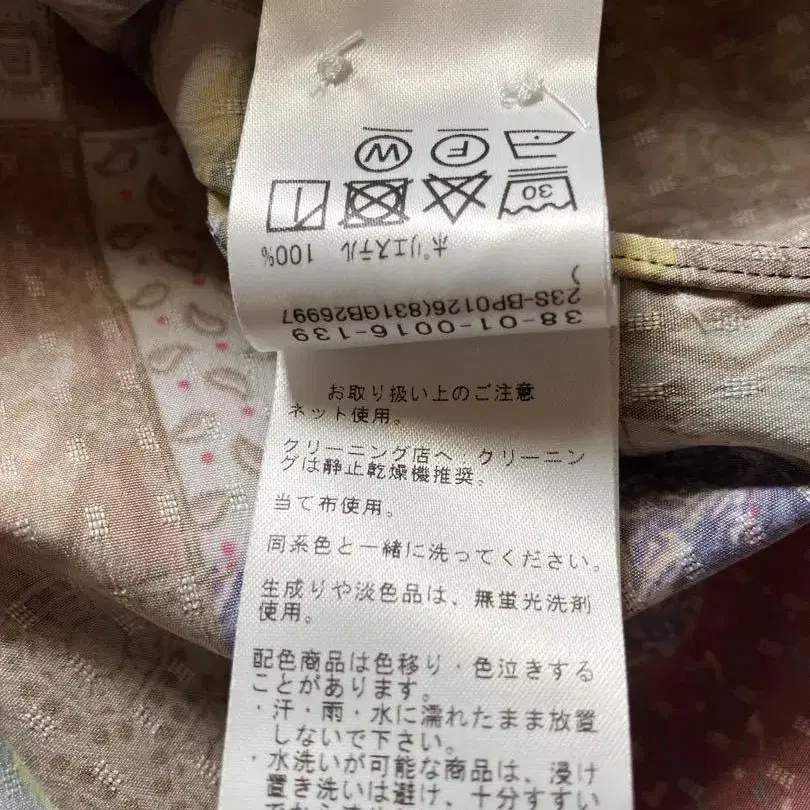 38-01-0016-139
23S-BP0126(831GB26997
)
ポリエステル 100%
30
F W
お取り扱い上のご注意
ネット使用。
クリーニング店へ：クリーニン
グは静止乾燥機推奨。
当て布使用。
同系色と一緒に洗ってください。
生成りや淡色品は、無蛍光洗剤
使用。
配色商品は色移り・色泣きする
ことがあります。
・汗・雨・水に濡れたまま放置
しないで下さい。
・水洗いが可能な商品は、浸け
置き洗いは避け、十分すすい